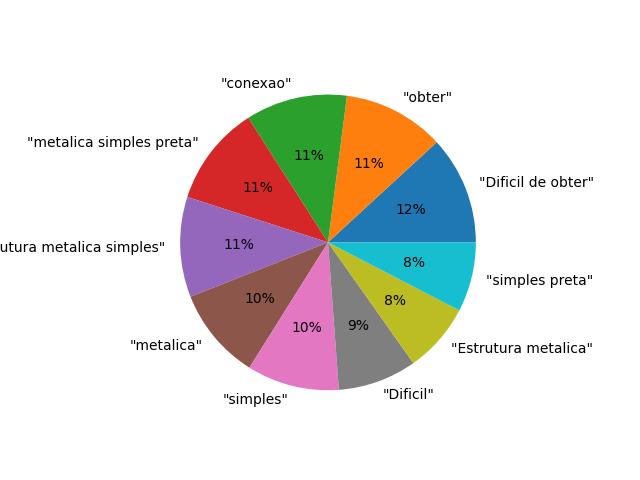 "conexao"
"obter"
"metalica simples preta"
11%
11%
"Dificil de obter"
11%
12%
utura metalica simples"
11%
8%
"simples preta"
10%
8%
"metalica"
10%
9%
"Estrutura metalica"
"simples"
"Dificil"